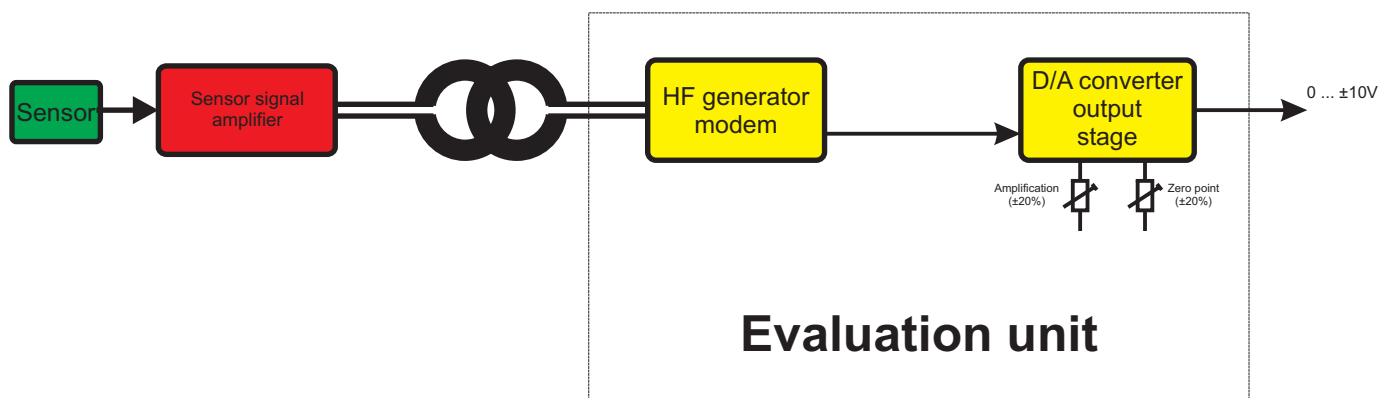 Sensor
Sensor signal
amplifier
HF generator
modem
D/A converter
output
stage
0 ... ±10V
Amplification
(±20%)
Zero point
(±20%)
Evaluation unit